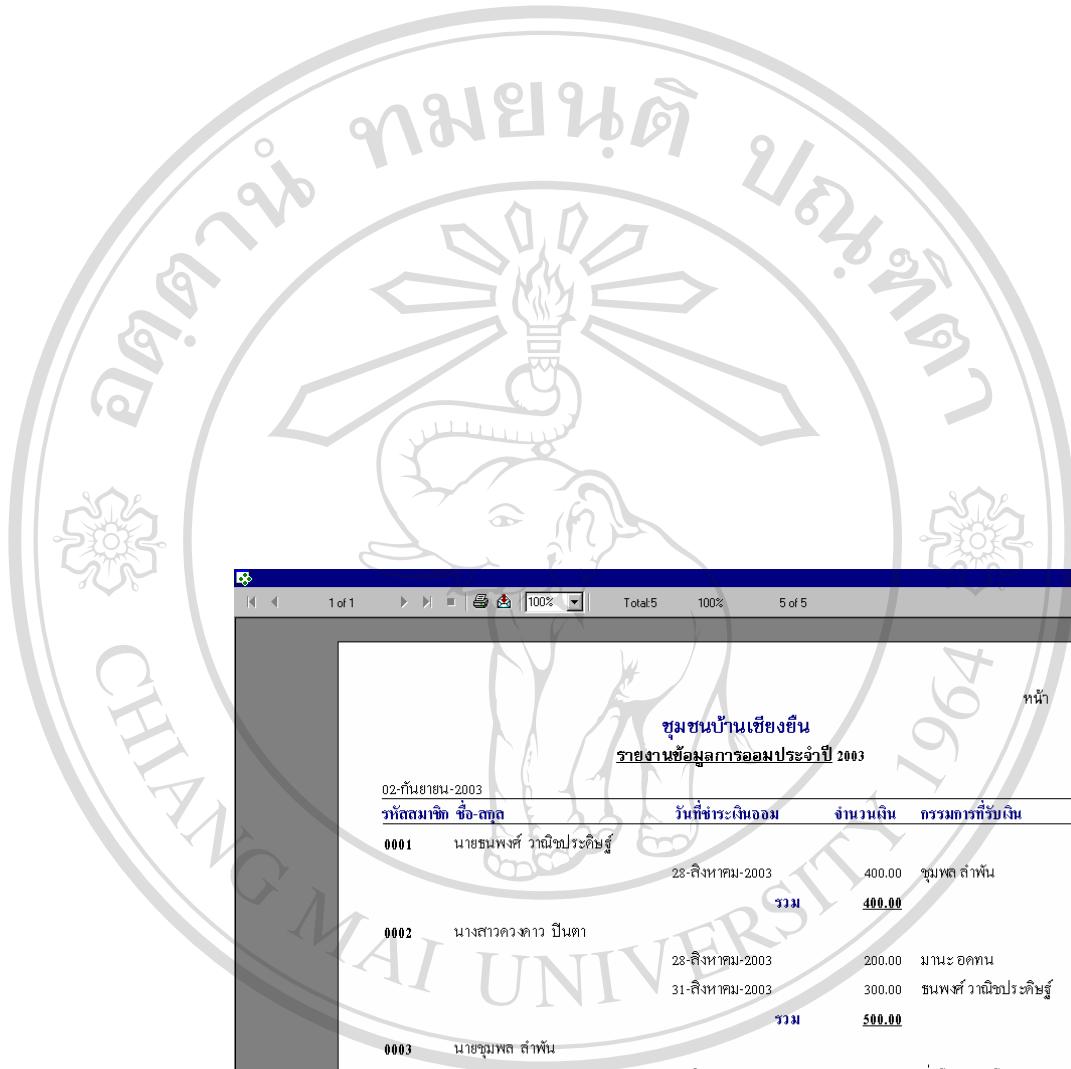 อตฺตานํ ทมยนฺติ ปณฺฑิตา
1 of 1 100% Total:5 100% 5 of 5
หน้า
ชุมชนบ้านเชียงยืน
รายงานข้อมูลการออมประจำปี 2003
02-กันยายน-2003
รหัสสมาชิก ชื่อ-สกุล วันที่ชำระเงินออม จำนวนเงิน กรรมการที่รับเงิน
0001 นายธนพงศ์ วาณิชประดิษฐ์
28-สิงหาคม-2003 400.00 ชุมพล ลำพัน
รวม 400.00
0002 นางสาวดวงดาว ปินตา
28-สิงหาคม-2003 200.00 มานะ อดทน
31-สิงหาคม-2003 300.00 ธนพงศ์ วาณิชประดิษฐ์
รวม 500.00
0003 นายชุมพล ลำพัน
CHIANG MAI UNIVERSITY 1964